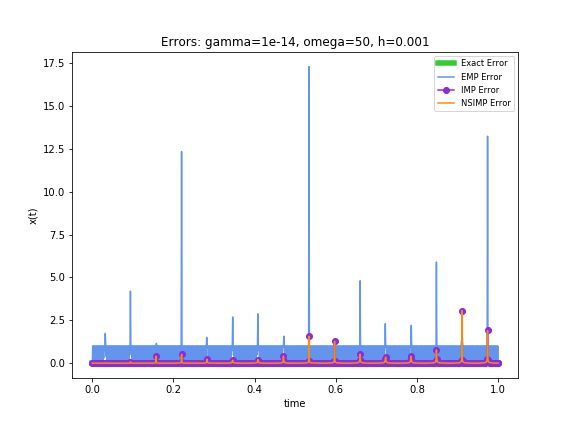 Errors: gamma=1e-14, omega=50, h=0.001
Exact Error
EMP Error
IMP Error
NSIMP Error
17.5
15.0
12.5
10.0
7.5
5.0
2.5
0.0
x(t)
0.0 0.2 0.4 0.6 0.8 1.0
time